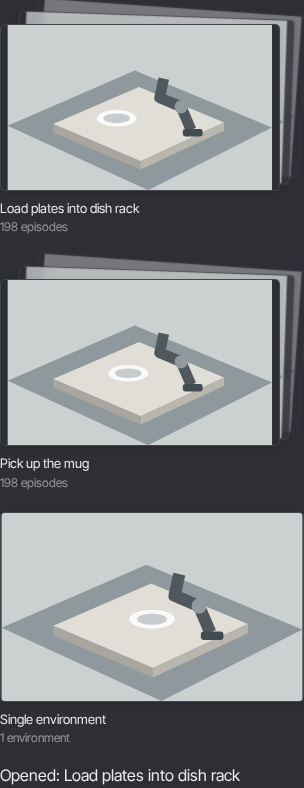 Load plates into dish rack
198 episodes
Pick up the mug
198 episodes
Single environment
1 environment
Opened: Load plates into dish rack